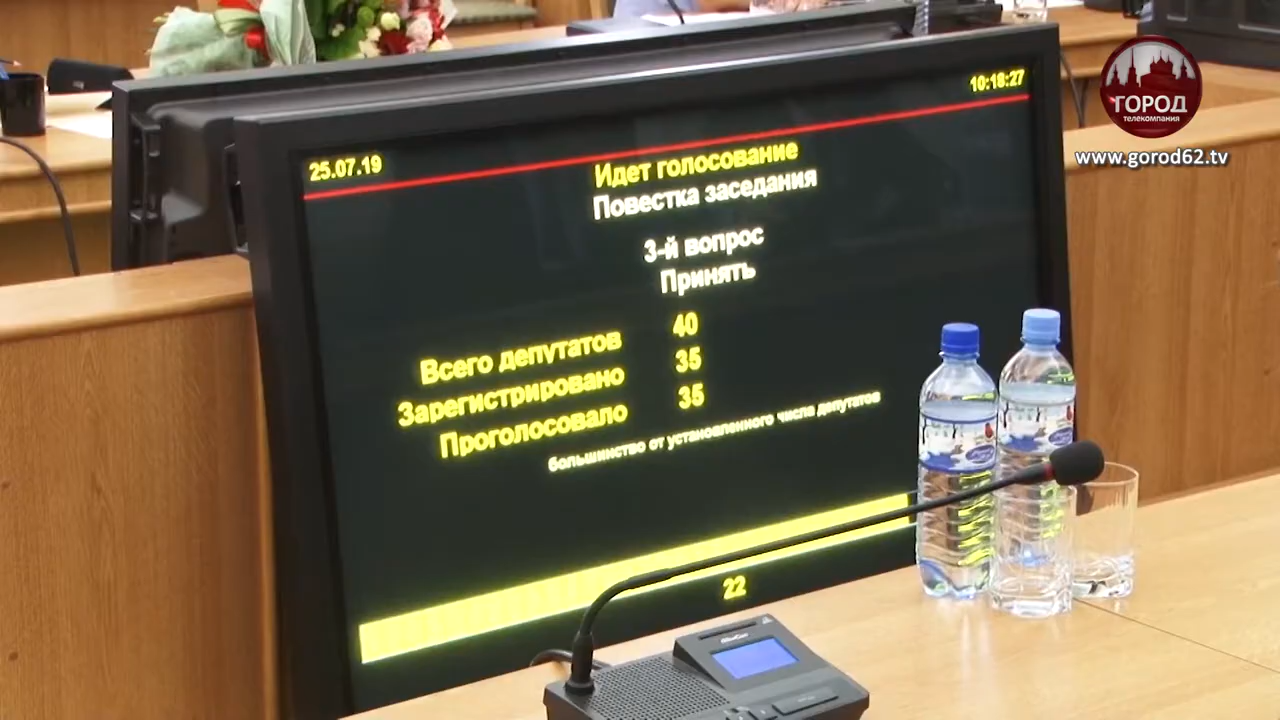 10:18:27
25.07.19
Идет голосование
Повестка заседания
3-й вопрос
Принять
Всего депутатов 40
Зарегистрировано 35
Проголосовало 35
большинство от установленного числа депутатов
22
ГОРОД
телекомпания
www.gorod62.tv